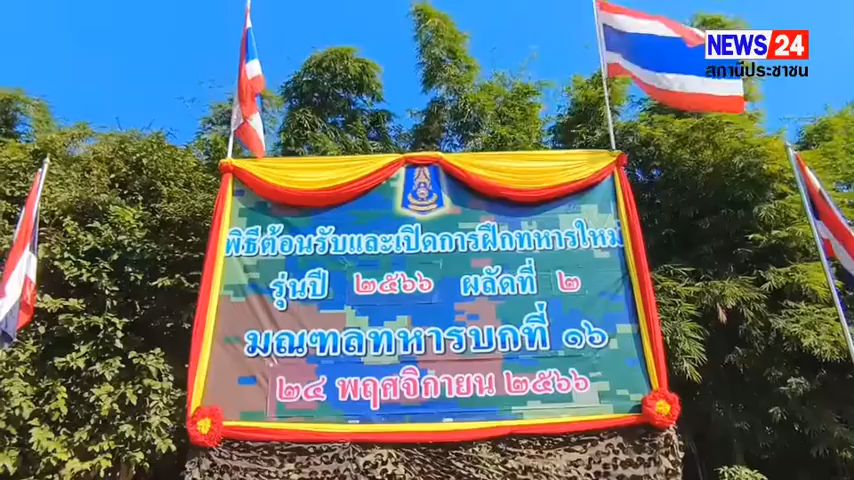 NEWS 24
สถานีประชาชน
พิธีต้อนรับและเปิดการฝึกทหารใหม่
รุ่นปี ๒๕๖๖ ผลัดที่ ๒
มณฑลทหารบกที่ ๑๖
๒๔ พฤศจิกายน ๒๕๖๖